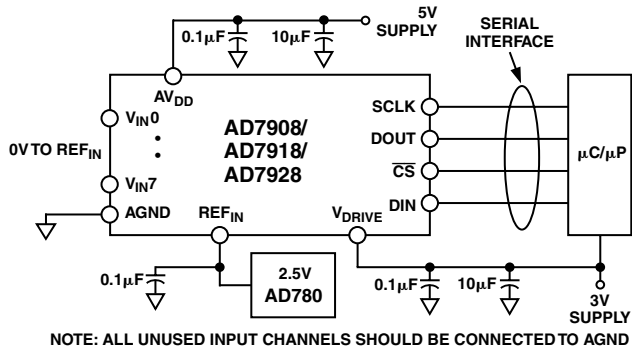 5V
SUPPLY
0.1µF
10µF
SERIAL
INTERFACE
AVDD
VIN0
0V TO REFIN
VIN7
AGND
AD7908/
AD7918/
AD7928
SCLK
DOUT
CS
DIN
µC/µP
REFIN
VDRIVE
0.1µF
2.5V
AD780
0.1µF
10µF
3V
SUPPLY
NOTE: ALL UNUSED INPUT CHANNELS SHOULD BE CONNECTED TO AGND